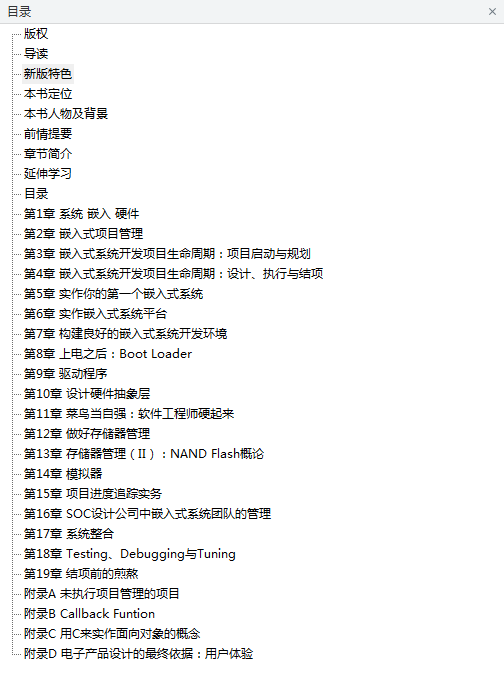 目录
版权
导读
新版特色
本书定位
本书人物及背景
前情提要
章节简介
延伸学习
目录
第1章 系统 嵌入 硬件
第2章 嵌入式项目管理
第3章 嵌入式系统开发项目生命周期：项目启动与规划
第4章 嵌入式系统开发项目生命周期：设计、执行与结项
第5章 实作你的第一个嵌入式系统
第6章 实作嵌入式系统平台
第7章 构建良好的嵌入式系统开发环境
第8章 上电之后：Boot Loader
第9章 驱动程序
第10章 设计硬件抽象层
第11章 菜鸟当自强：软件工程师硬起来
第12章 做好存储器管理
第13章 存储器管理（II）：NAND Flash概论
第14章 模拟器
第15章 项目进度追踪实务
第16章 SOC设计公司中嵌入式系统团队的管理
第17章 系统整合
第18章 Testing、Debugging与Tuning
第19章 结项前的煎熬
附录A 未执行项目管理的项目
附录B Callback Funtion
附录C 用C来实作面向对象的概念
附录D 电子产品设计的最终依据：用户体验